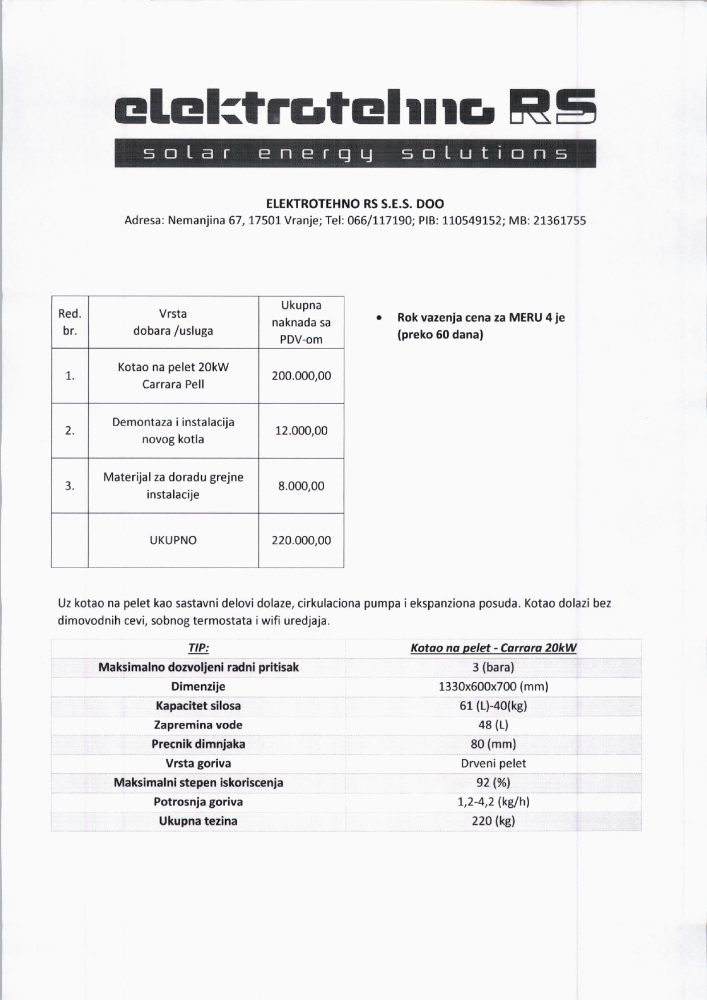 elektrotehno RS
solar energy solutions
ELEKTROTEHNO RS S.E.S. DOO
Adresa: Nemanjina 67, 17501 Vranje; Tel: 066/117190; PIB: 110549152; MB: 21361755
Red. br.
Vrsta dobara /usluga
Ukupna naknada sa PDV-om
1.
Kotao na pelet 20kW Carrara Pell
200.000,00
2.
Demontaza i instalacija novog kotla
12.000,00
3.
Materijal za doradu grejne instalacije
8.000,00
UKUPNO
220.000,00
• Rok vazenja cena za MERU 4 je
(preko 60 dana)
Uz kotao na pelet kao sastavni delovi dolaze, cirkulaciona pumpa i ekspanziona posuda. Kotao dolazi bez
dimovodnih cevi, sobnog termostata i wifi uredjaja.
TIP: Kotao na pelet - Carrara 20kW
Maksimalno dozvoljeni radni pritisak 3 (bara)
Dimenzije 1330x600x700 (mm)
Kapacitet silosa 61 (L)-40(kg)
Zapremina vode 48 (L)
Precnik dimnjaka 80 (mm)
Vrsta goriva Drveni pelet
Maksimalni stepen iskoriscenja 92 (%)
Potrosnja goriva 1,2-4,2 (kg/h)
Ukupna tezina 220 (kg)